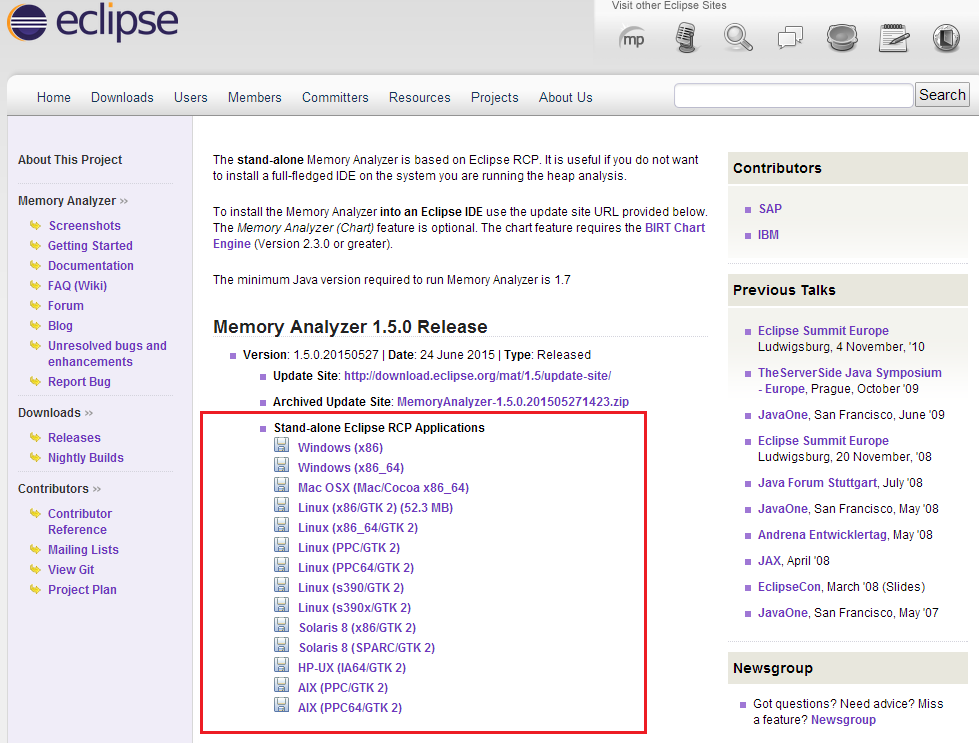 eclipse
Visit other Eclipse Sites
mp
Home Downloads Users Members Committers Resources Projects About Us
Search
About This Project
Memory Analyzer »
Screenshots
Getting Started
Documentation
FAQ (Wiki)
Forum
Blog
Unresolved bugs and
enhancements
Report Bug
Downloads »
Releases
Nightly Builds
Contributors »
Contributor
Reference
Mailing Lists
View Git
Project Plan
The stand-alone Memory Analyzer is based on Eclipse RCP. It is useful if you do not want
to install a full-fledged IDE on the system you are running the heap analysis.
To install the Memory Analyzer into an Eclipse IDE use the update site URL provided below.
The Memory Analyzer (Chart) feature is optional. The chart feature requires the BIRT Chart
Engine (Version 2.3.0 or greater).
The minimum Java version required to run Memory Analyzer is 1.7
Memory Analyzer 1.5.0 Release
Version: 1.5.0.20150527 | Date: 24 June 2015 | Type: Released
Update Site: http://download.eclipse.org/mat/1.5/update-site/
Archived Update Site: MemoryAnalyzer-1.5.0.201505271423.zip
Stand-alone Eclipse RCP Applications
Windows (x86)
Windows (x86_64)
Mac OSX (Mac/Cocoa x86_64)
Linux (x86/GTK 2) (52.3 MB)
Linux (x86_64/GTK 2)
Linux (PPC/GTK 2)
Linux (PPC64/GTK 2)
Linux (s390/GTK 2)
Linux (s390x/GTK 2)
Solaris 8 (x86/GTK 2)
Solaris 8 (SPARC/GTK 2)
HP-UX (IA64/GTK 2)
AIX (PPC/GTK 2)
AIX (PPC64/GTK 2)
Contributors
SAP
IBM
Previous Talks
Eclipse Summit Europe
Ludwigsburg, 4 November, '10
TheServerSide Java Symposium
- Europe, Prague, October '09
JavaOne, San Francisco, June '09
Eclipse Summit Europe
Ludwigsburg, 20 November, '08
Java Forum Stuttgart, July '08
JavaOne, San Francisco, May '08
Andrena Entwicklertag, May '08
JAX, April '08
EclipseCon, March '08 (Slides)
JavaOne, San Francisco, May '07
Newsgroup
Got questions? Need advice? Miss
a feature? Newsgroup